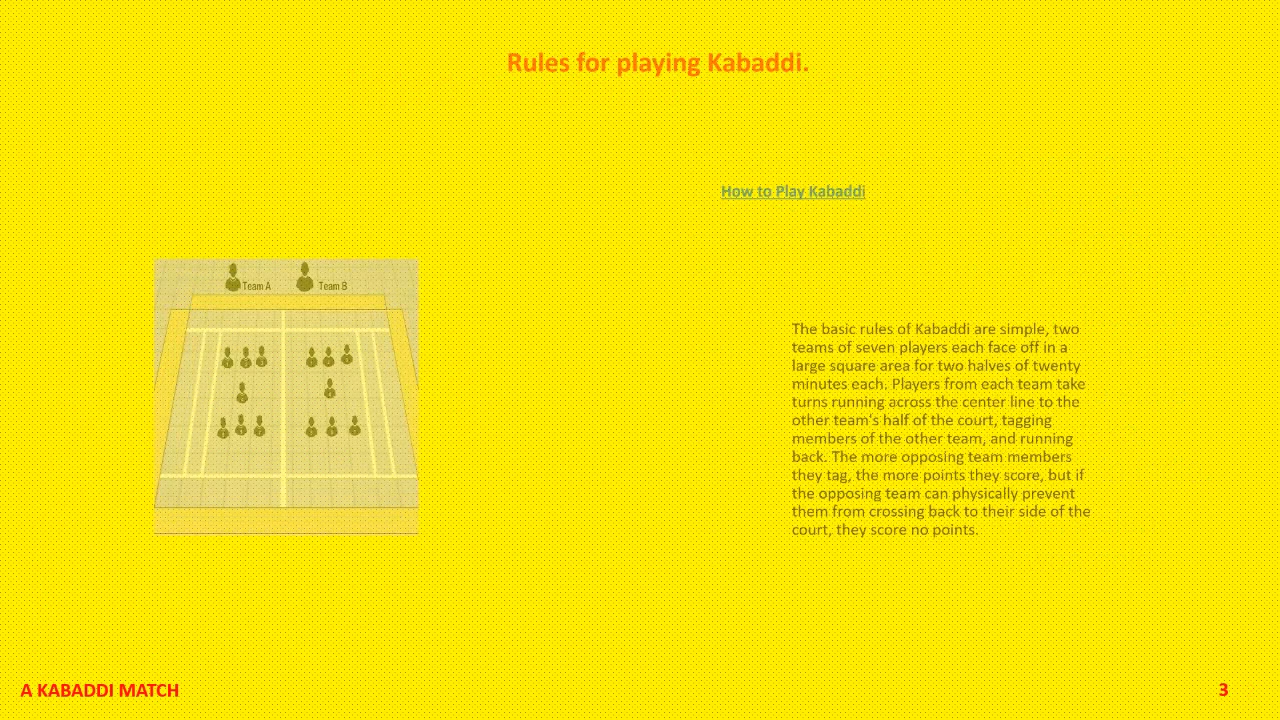 Rules for playing Kabaddi.
How to Play Kabaddi
Team A
Team B
The basic rules of Kabaddi are simple, two
teams of seven players each face off in a
large square area for two halves of twenty
minutes each. Players from each team take
turns running across the center line to the
other team's half of the court, tagging
members of the other team, and running
back. The more opposing team members
they tag, the more points they score, but if
the opposing team can physically prevent
them from crossing back to their side of the
court, they score no points.
A KABADDI MATCH
3